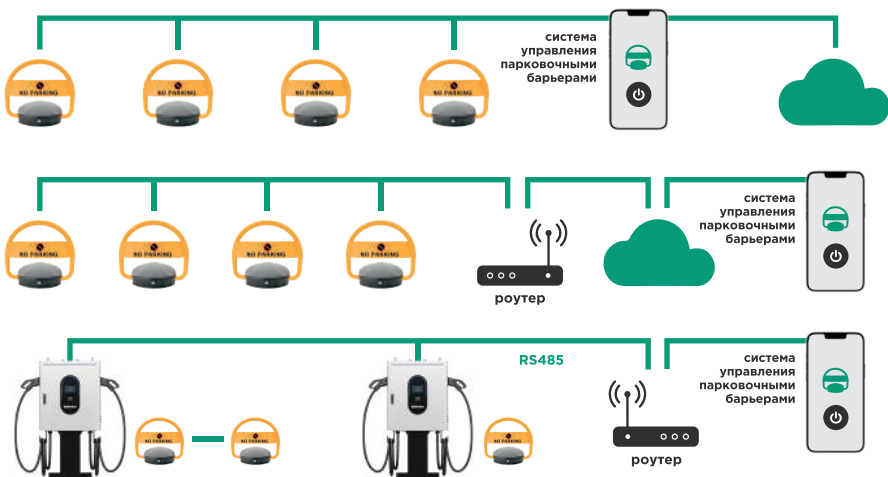 система
управления
парковочными
барьерами
NO PARKING
NO PARKING
NO PARKING
NO PARKING
система
управления
парковочными
барьерами
NO PARKING
NO PARKING
NO PARKING
NO PARKING
роутер
RS485
система
управления
парковочными
барьерами
NO PARKING
NO PARKING
NO PARKING
роутер